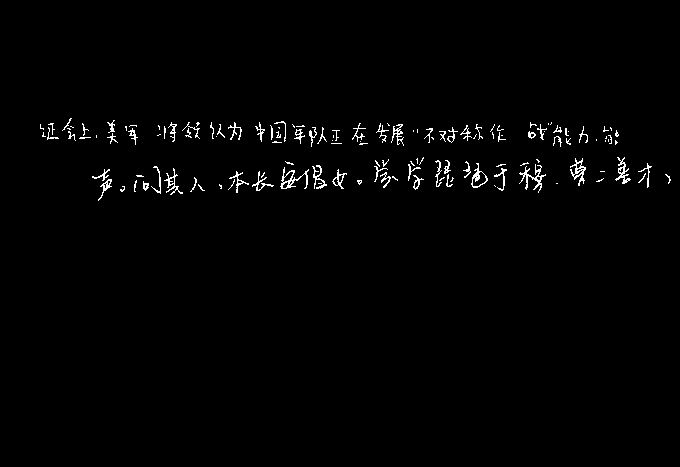 证会上,美军将领认为中国军队正在发展"不对称作战"能力,能
声。问其人,本长安倡女。尝学琵琶于穆、曹二善才、